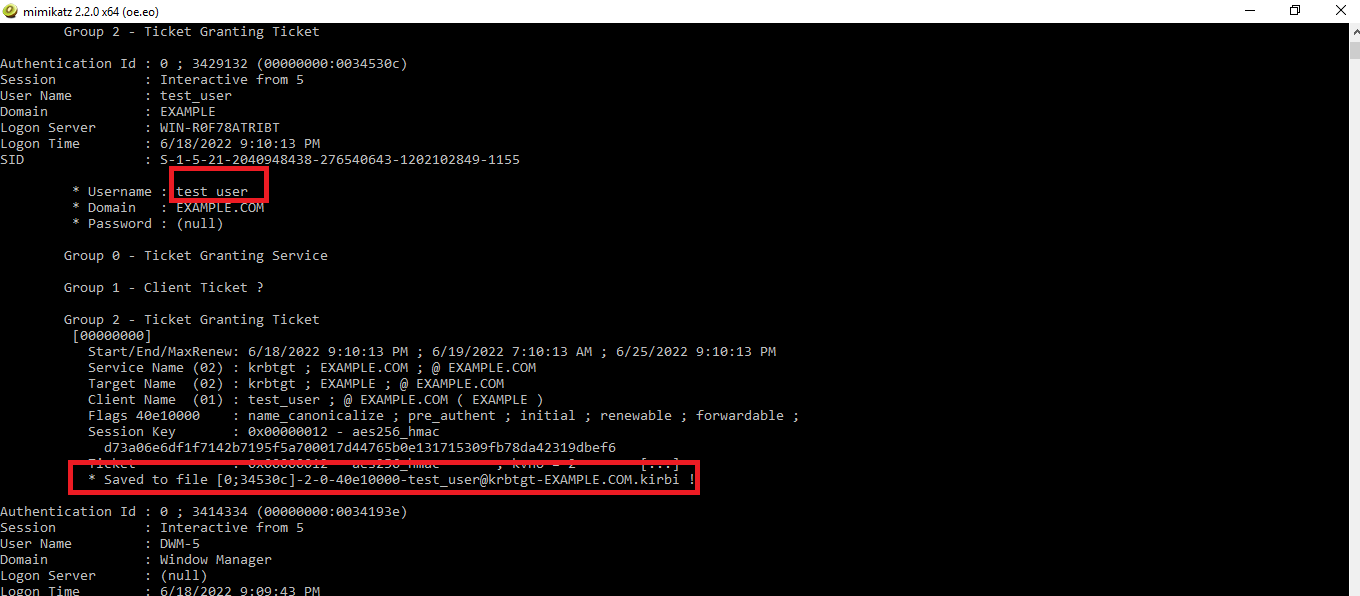 mimikatz 2.2.0 x64 (oe.eo)
Group 2 - Ticket Granting Ticket
Authentication Id : 0 ; 3429132 (00000000:0034530c)
Session           : Interactive from 5
User Name         : test_user
Domain            : EXAMPLE
Logon Server      : WIN-R0F78ATRIBT
Logon Time        : 6/18/2022 9:10:13 PM
SID               : S-1-5-21-2040948438-276540643-1202102849-1155
* Username : test_user
* Domain   : EXAMPLE.COM
* Password : (null)
Group 0 - Ticket Granting Service
Group 1 - Client Ticket ?
Group 2 - Ticket Granting Ticket
[00000000]
Start/End/MaxRenew: 6/18/2022 9:10:13 PM ; 6/19/2022 7:10:13 AM ; 6/25/2022 9:10:13 PM
Service Name (02) : krbtgt ; EXAMPLE.COM ; @ EXAMPLE.COM
Target Name  (02) : krbtgt ; EXAMPLE ; @ EXAMPLE.COM
Client Name  (01) : test_user ; @ EXAMPLE.COM ( EXAMPLE )
Flags 40e10000    : name_canonicalize ; pre_authent ; initial ; renewable ; forwardable ;
Session Key       : 0x00000012 - aes256_hmac
d73a06e6df1f7142b7195f5a700017d44765b0e131715309fb78da42319dbef6
Ticket            : 0x00000012 - aes256_hmac       ; kvno = 2        [...]
* Saved to file [0;34530c]-2-0-40e10000-test_user@krbtgt-EXAMPLE.COM.kirbi !
Authentication Id : 0 ; 3414334 (00000000:0034193e)
Session           : Interactive from 5
User Name         : DWM-5
Domain            : Window Manager
Logon Server      : (null)
Logon Time        : 6/18/2022 9:09:43 PM